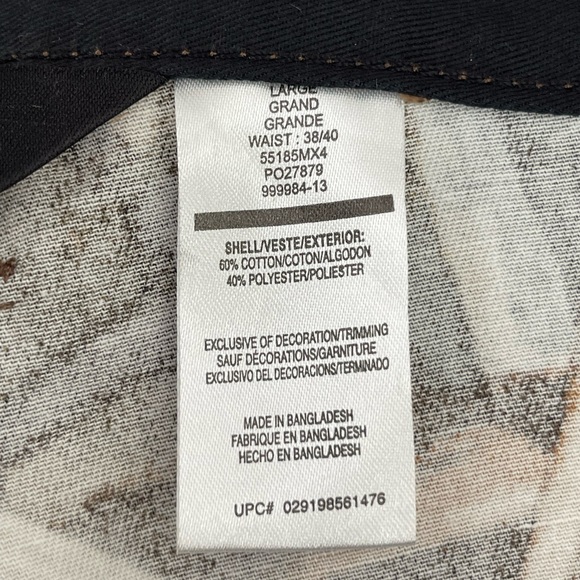 LARGE
GRAND
GRANDE
WAIST : 38/40
55185MX4
PO27879
999984-13
SHELL/VESTE/EXTERIOR:
60% COTTON/COTON/ALGODON
40% POLYESTER/POLIESTER
EXCLUSIVE OF DECORATION/TRIMMING
SAUF DÉCORATIONS/GARNITURE
EXCLUSIVO DEL DECORACIONS/TERMINADO
MADE IN BANGLADESH
FABRIQUE EN BANGLADESH
HECHO EN BANGLADESH
UPC# 029198561476